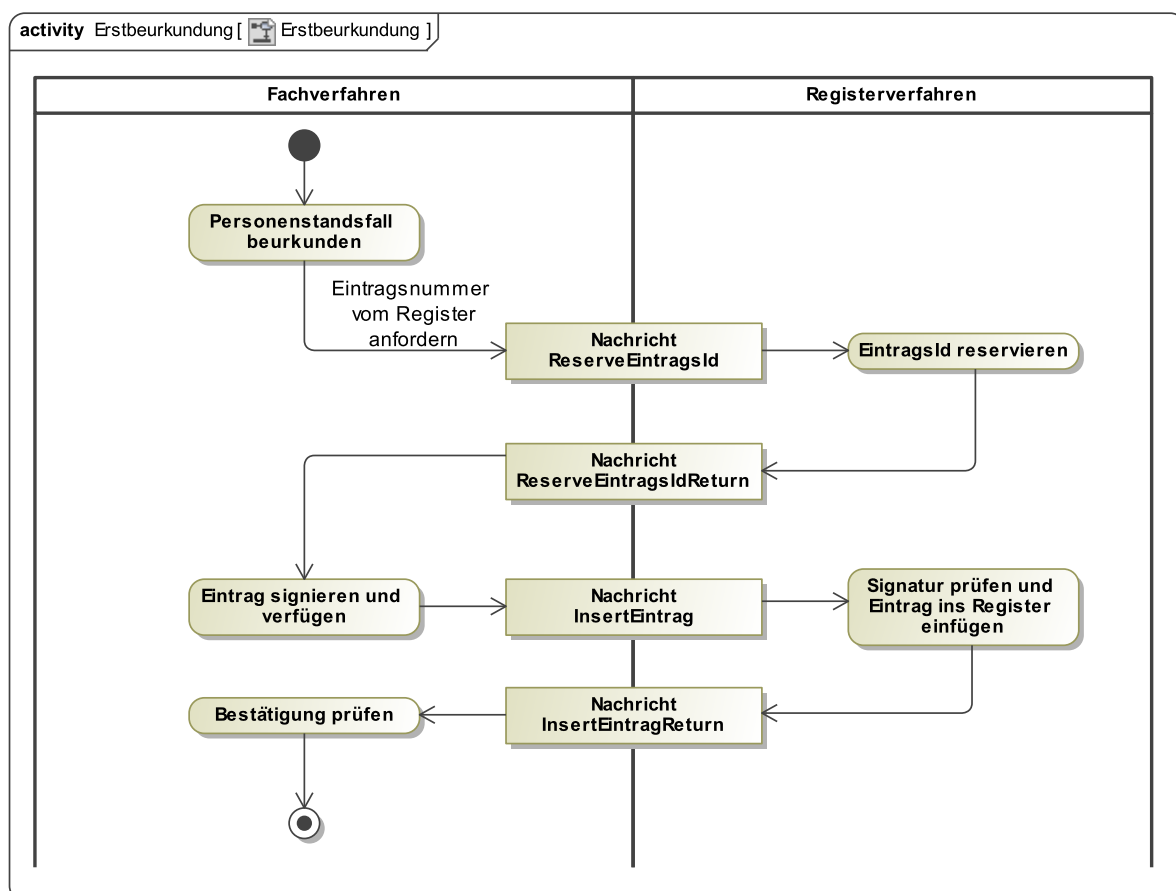 activity Erstbeurkundung [ Erstbeurkundung ]
Fachverfahren
Registerverfahren
Personenstandsfall
beurkunden
Eintragsnummer
vom Register
anfordern
Nachricht
ReserveEintragsId
EintragsId reservieren
Nachricht
ReserveEintragsIdReturn
Eintrag signieren und
verfügen
Nachricht
InsertEintrag
Signatur prüfen und
Eintrag ins Register
einfügen
Nachricht
InsertEintragReturn
Bestätigung prüfen